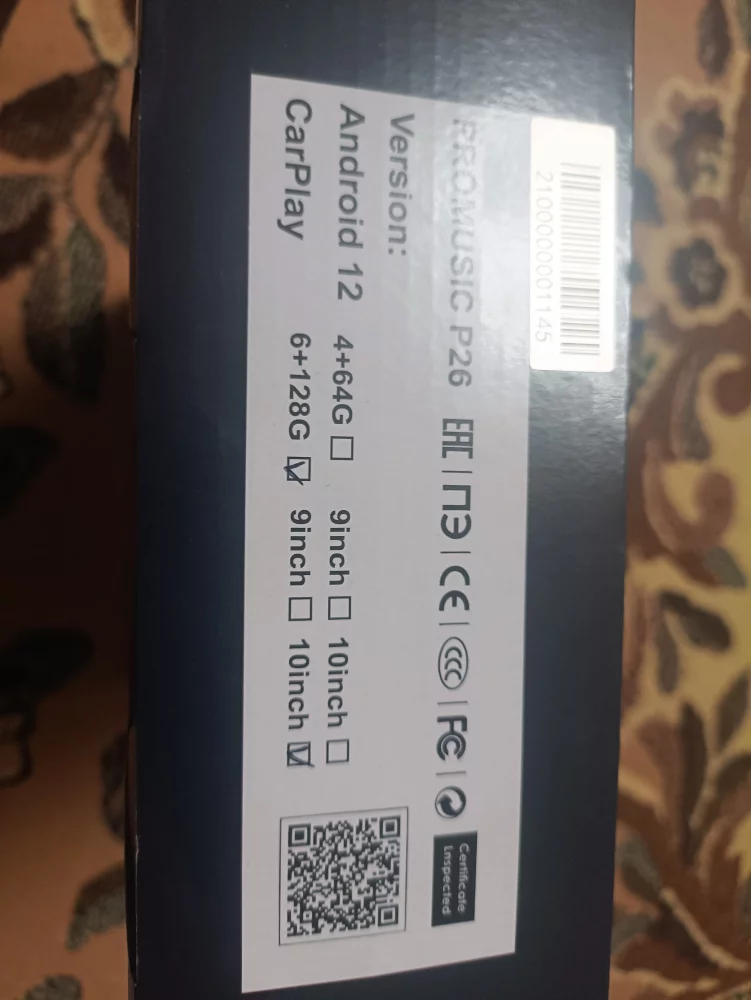 2100000001145
PROMUSIC P26 EAC | ПЭ | CE | CCC | FC |
Certificate
Inspected
Version:
Android 12 4+64G ☐ 9inch ☐ 10inch ☐
CarPlay 6+128G ☑ 9inch ☐ 10inch ☑